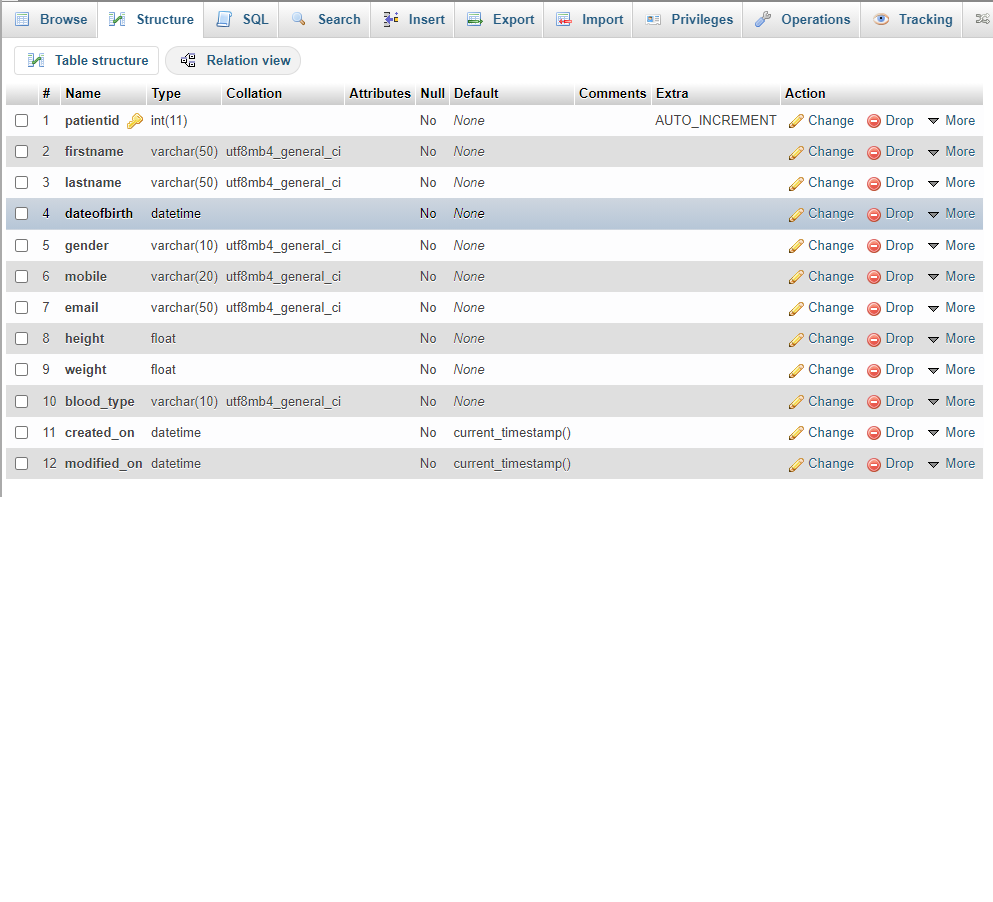 Browse Structure SQL Search Insert Export Import Privileges Operations Tracking
Table structure Relation view
# Name Type Collation Attributes Null Default Comments Extra Action
1 patientid int(11) No None AUTO_INCREMENT Change Drop More
2 firstname varchar(50) utf8mb4_general_ci No None Change Drop More
3 lastname varchar(50) utf8mb4_general_ci No None Change Drop More
4 dateofbirth datetime No None Change Drop More
5 gender varchar(10) utf8mb4_general_ci No None Change Drop More
6 mobile varchar(20) utf8mb4_general_ci No None Change Drop More
7 email varchar(50) utf8mb4_general_ci No None Change Drop More
8 height float No None Change Drop More
9 weight float No None Change Drop More
10 blood_type varchar(10) utf8mb4_general_ci No None Change Drop More
11 created_on datetime No current_timestamp() Change Drop More
12 modified_on datetime No current_timestamp() Change Drop More